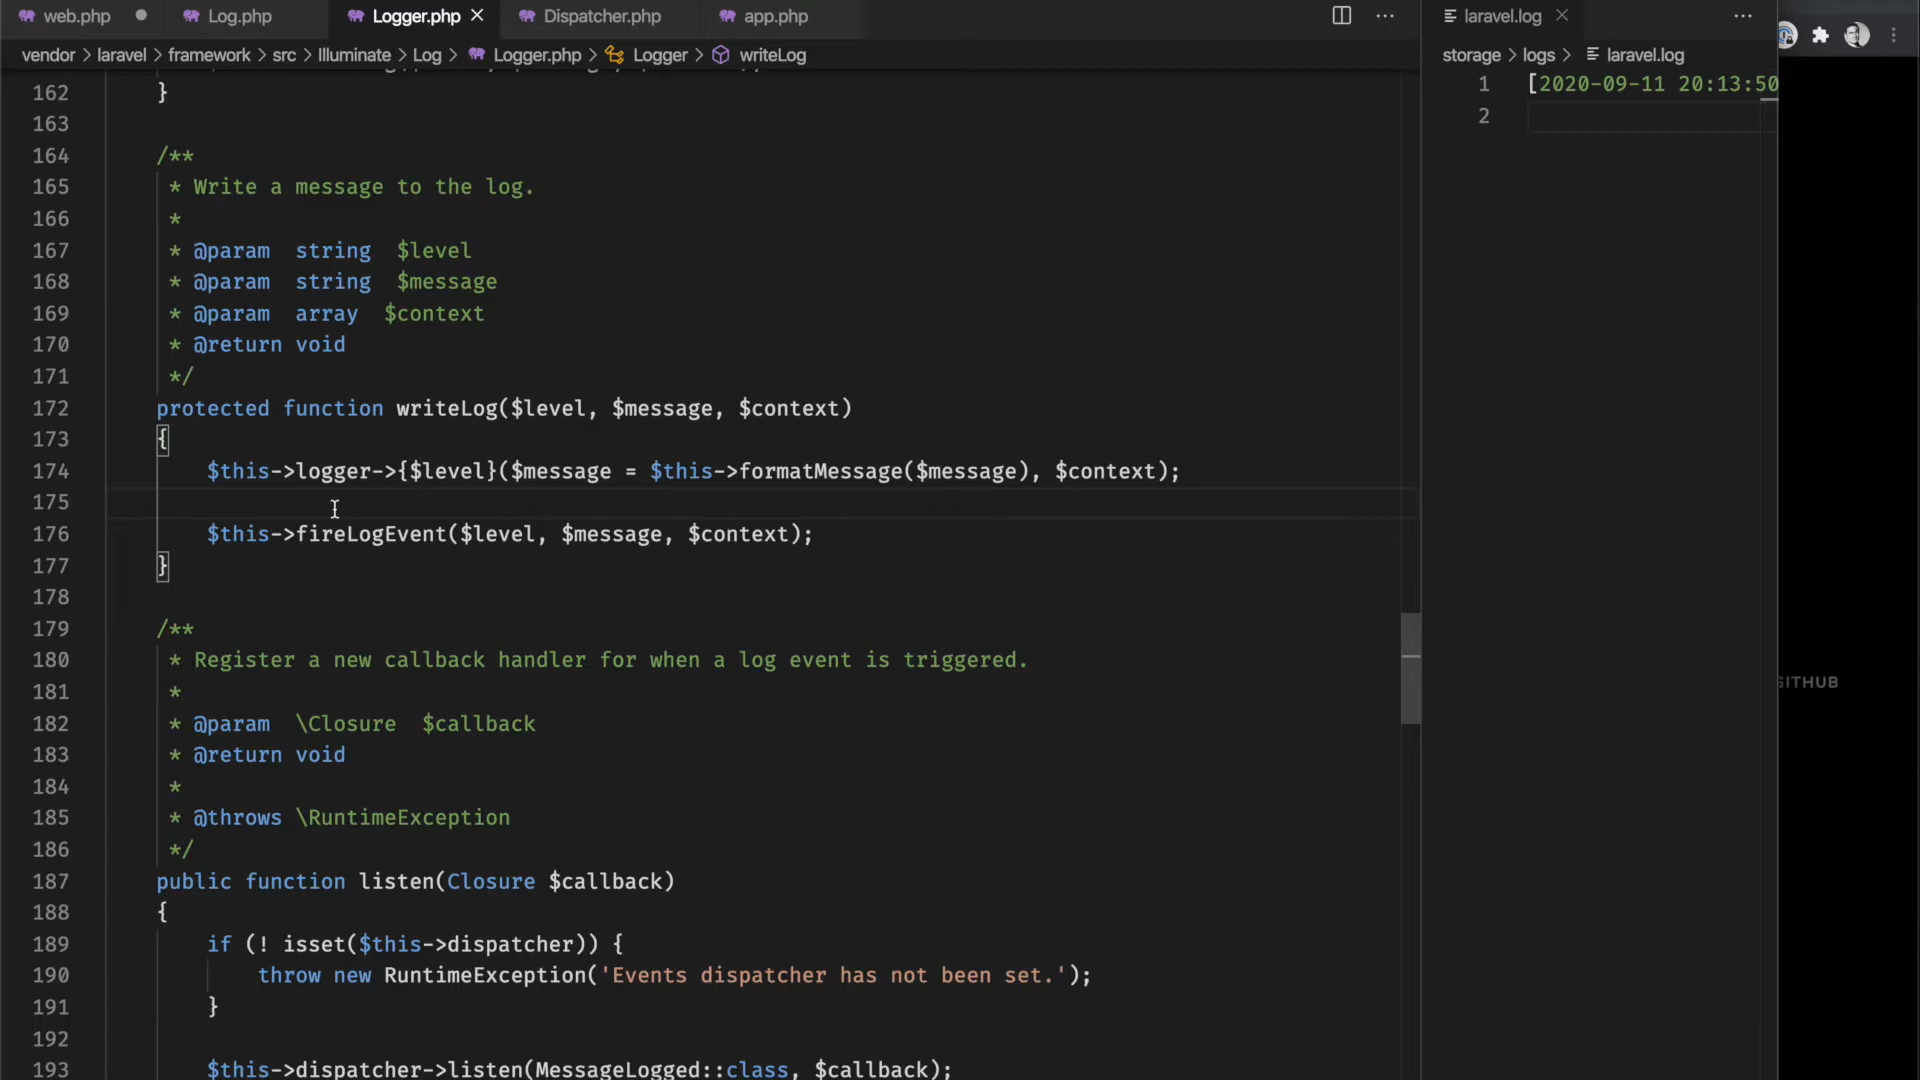 web.php
Log.php
Logger.php
Dispatcher.php
app.php
laravel.log
vendor > laravel > framework > src > Illuminate > Log > Logger.php > Logger > writeLog
storage > logs > laravel.log
1 [2020-09-11 20:13:50
2
162 }
163
164 /**
165 * Write a message to the log.
166 *
167 * @param  string  $level
168 * @param  string  $message
169 * @param  array  $context
170 * @return void
171 */
172 protected function writeLog($level, $message, $context)
173 {
174 $this->logger->{$level}($message = $this->formatMessage($message), $context);
175
176 $this->fireLogEvent($level, $message, $context);
177 }
178
179 /**
180 * Register a new callback handler for when a log event is triggered.
181 *
182 * @param  \Closure  $callback
183 * @return void
184 *
185 * @throws \RuntimeException
186 */
187 public function listen(Closure $callback)
188 {
189 if (! isset($this->dispatcher)) {
190 throw new RuntimeException('Events dispatcher has not been set.');
191 }
192
193 $this->dispatcher->listen(MessageLogged::class, $callback);
GITHUB